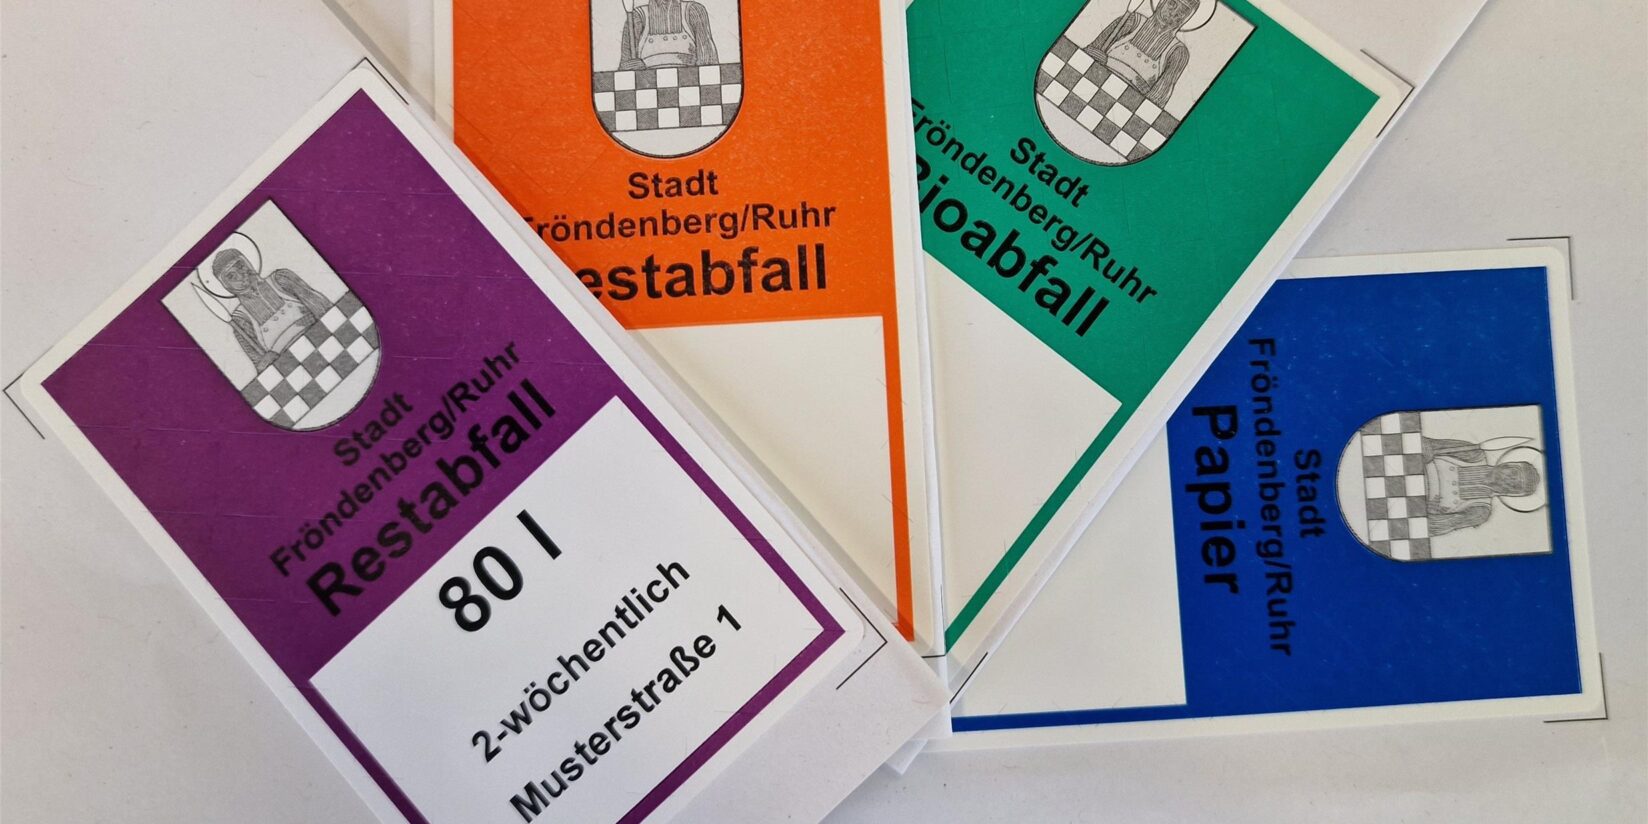 Stadt
Fröndenberg/Ruhr
Restabfall
80 l
2-wöchentlich
Musterstraße 1
Stadt
Fröndenberg/Ruhr
Restabfall
Stadt
Fröndenberg/Ruhr
Bioabfall
Stadt
Fröndenberg/Ruhr
Papier